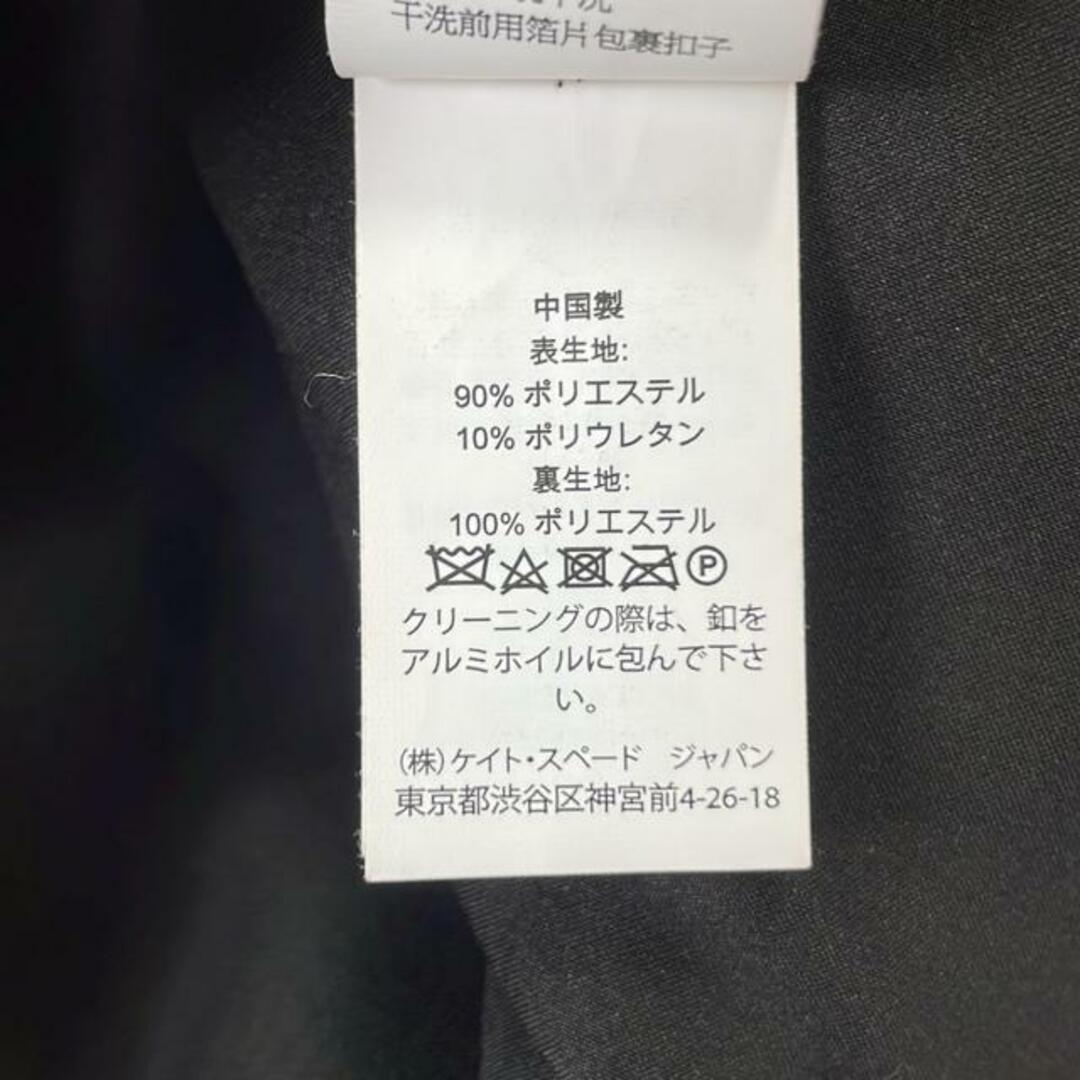 干洗前用箔片包裹扣子
中国製
表生地:
90% ポリエステル
10% ポリウレタン
裏生地:
100% ポリエステル
P
クリーニングの際は、釦を
アルミホイルに包んで下さ
い。
(株)ケイト・スペード　ジャパン
東京都渋谷区神宮前4-26-18